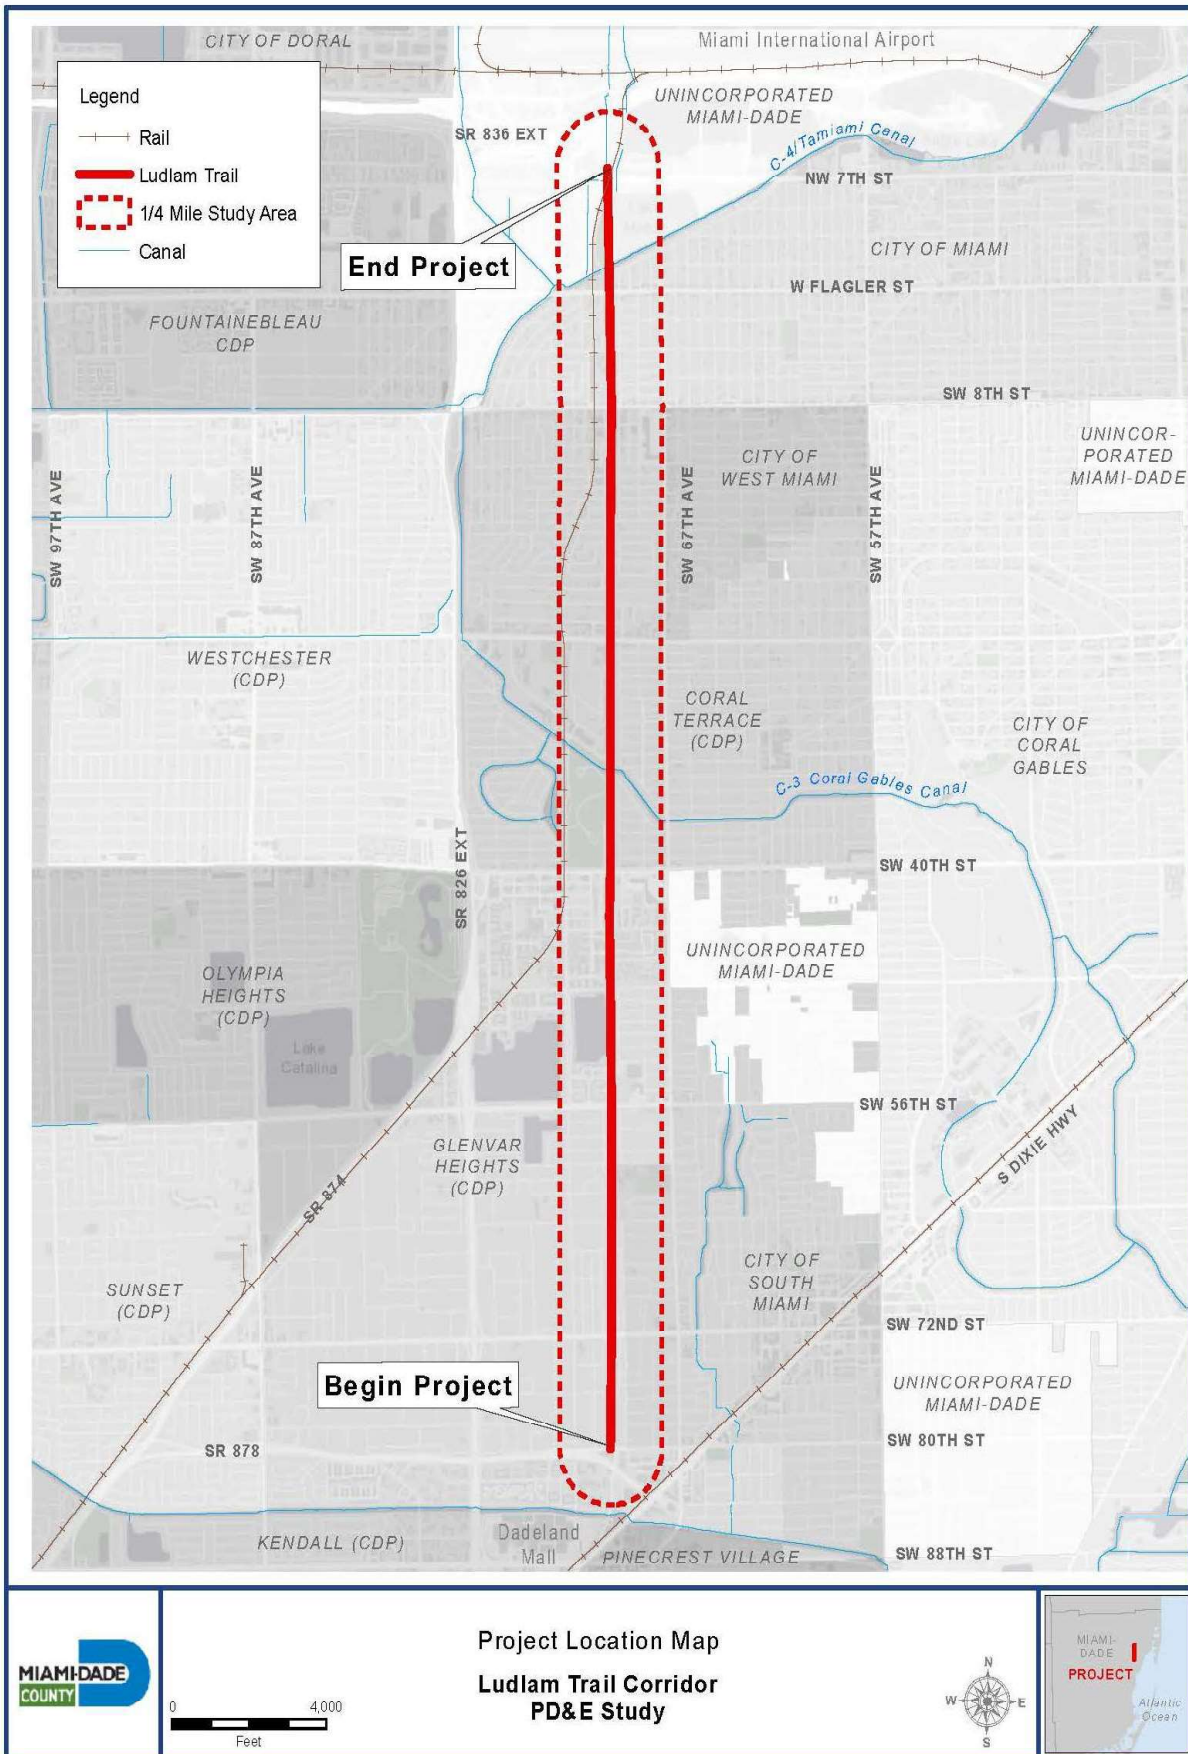 CITY OF DORAL
Miami International Airport
Legend
Rail
Ludlam Trail
1/4 Mile Study Area
Canal
UNINCORPORATED
MIAMI-DADE
SR 836 EXT
C-4/Tamiami Canal
NW 7TH ST
End Project
CITY OF MIAMI
W FLAGLER ST
FOUNTAINEBLEAU
CDP
SW 8TH ST
UNINCOR-
PORATED
MIAMI-DADE
CITY OF
WEST MIAMI
SW 97TH AVE
SW 87TH AVE
SW 67TH AVE
SW 57TH AVE
WESTCHESTER
(CDP)
CORAL
TERRACE
(CDP)
CITY OF
CORAL
GABLES
C-3 Coral Gables Canal
SR 826 EXT
SW 40TH ST
UNINCORPORATED
MIAMI-DADE
OLYMPIA
HEIGHTS
(CDP)
Lake
Catalina
SW 56TH ST
GLENVAR
HEIGHTS
(CDP)
S DIXIE HWY
SR 874
CITY OF
SOUTH
MIAMI
SUNSET
(CDP)
SW 72ND ST
Begin Project
UNINCORPORATED
MIAMI-DADE
SW 80TH ST
SR 878
KENDALL (CDP)
Dadeland
Mall
PINECREST VILLAGE
SW 88TH ST
MIAMI-DADE
COUNTY
Project Location Map
Ludlam Trail Corridor
PD&E Study
0 4,000
Feet
N
W E
S
MIAMI-
DADE
PROJECT
Atlantic
Ocean